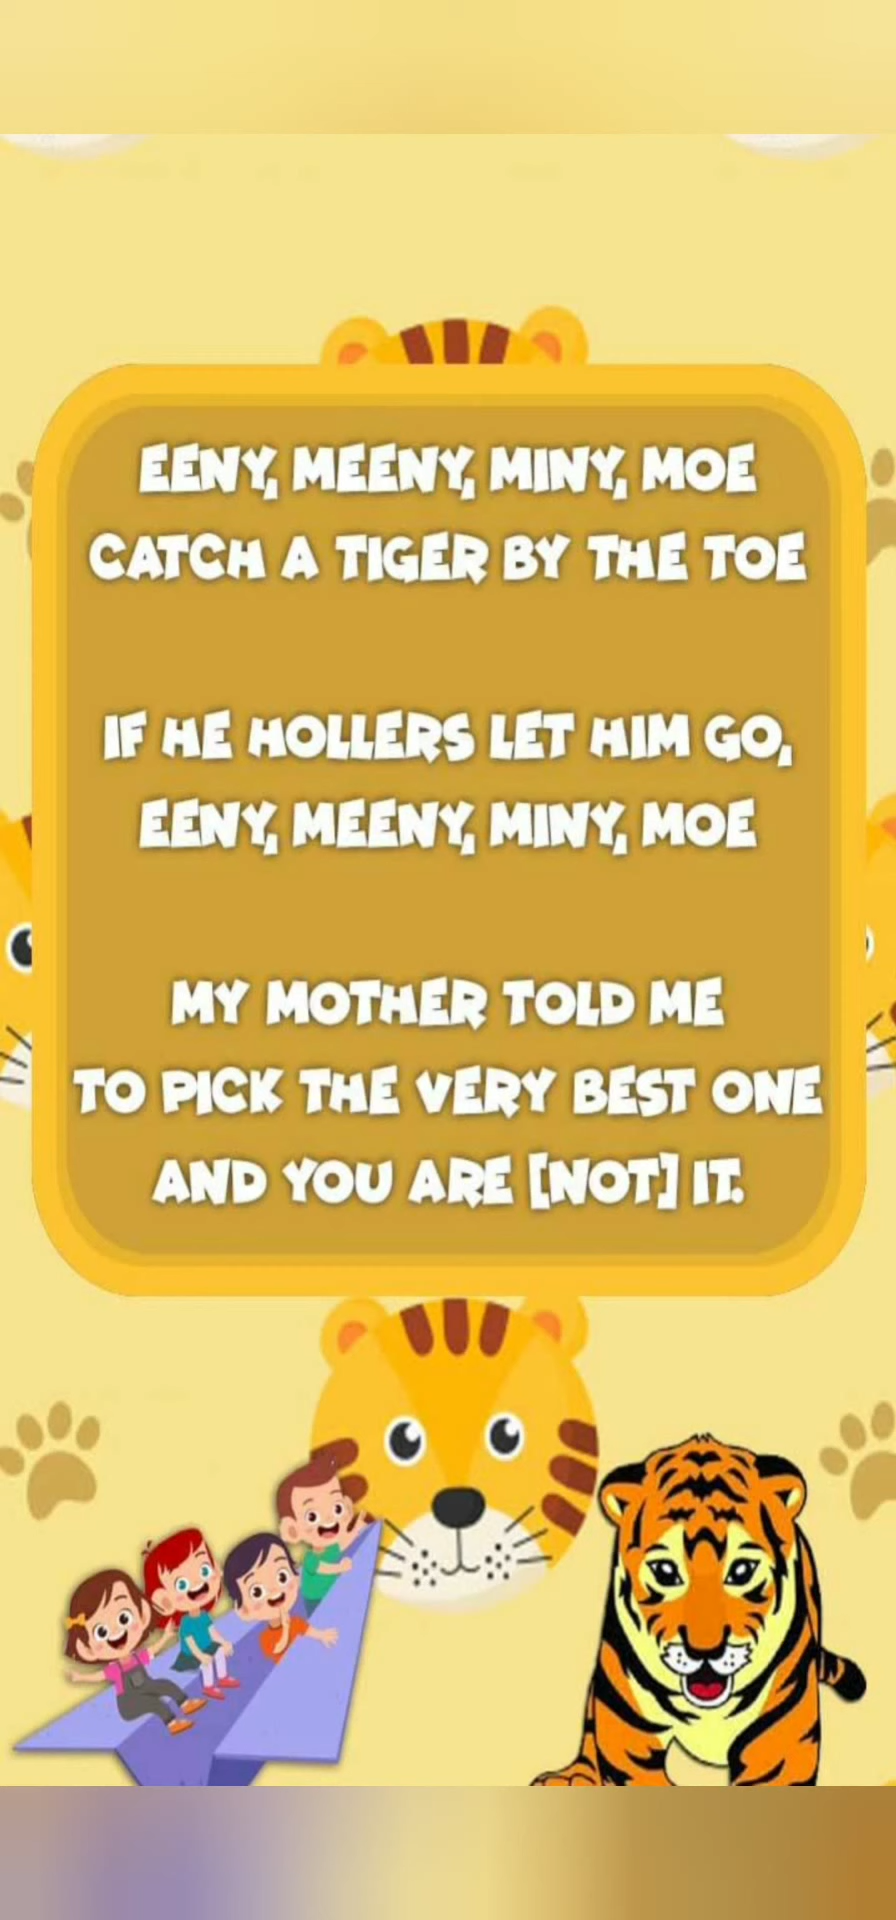 EENY, MEENY, MINY, MOE
CATCH A TIGER BY THE TOE
IF HE HOLLERS LET HIM GO,
EENY, MEENY, MINY, MOE
MY MOTHER TOLD ME
TO PICK THE VERY BEST ONE
AND YOU ARE [NOT] IT.